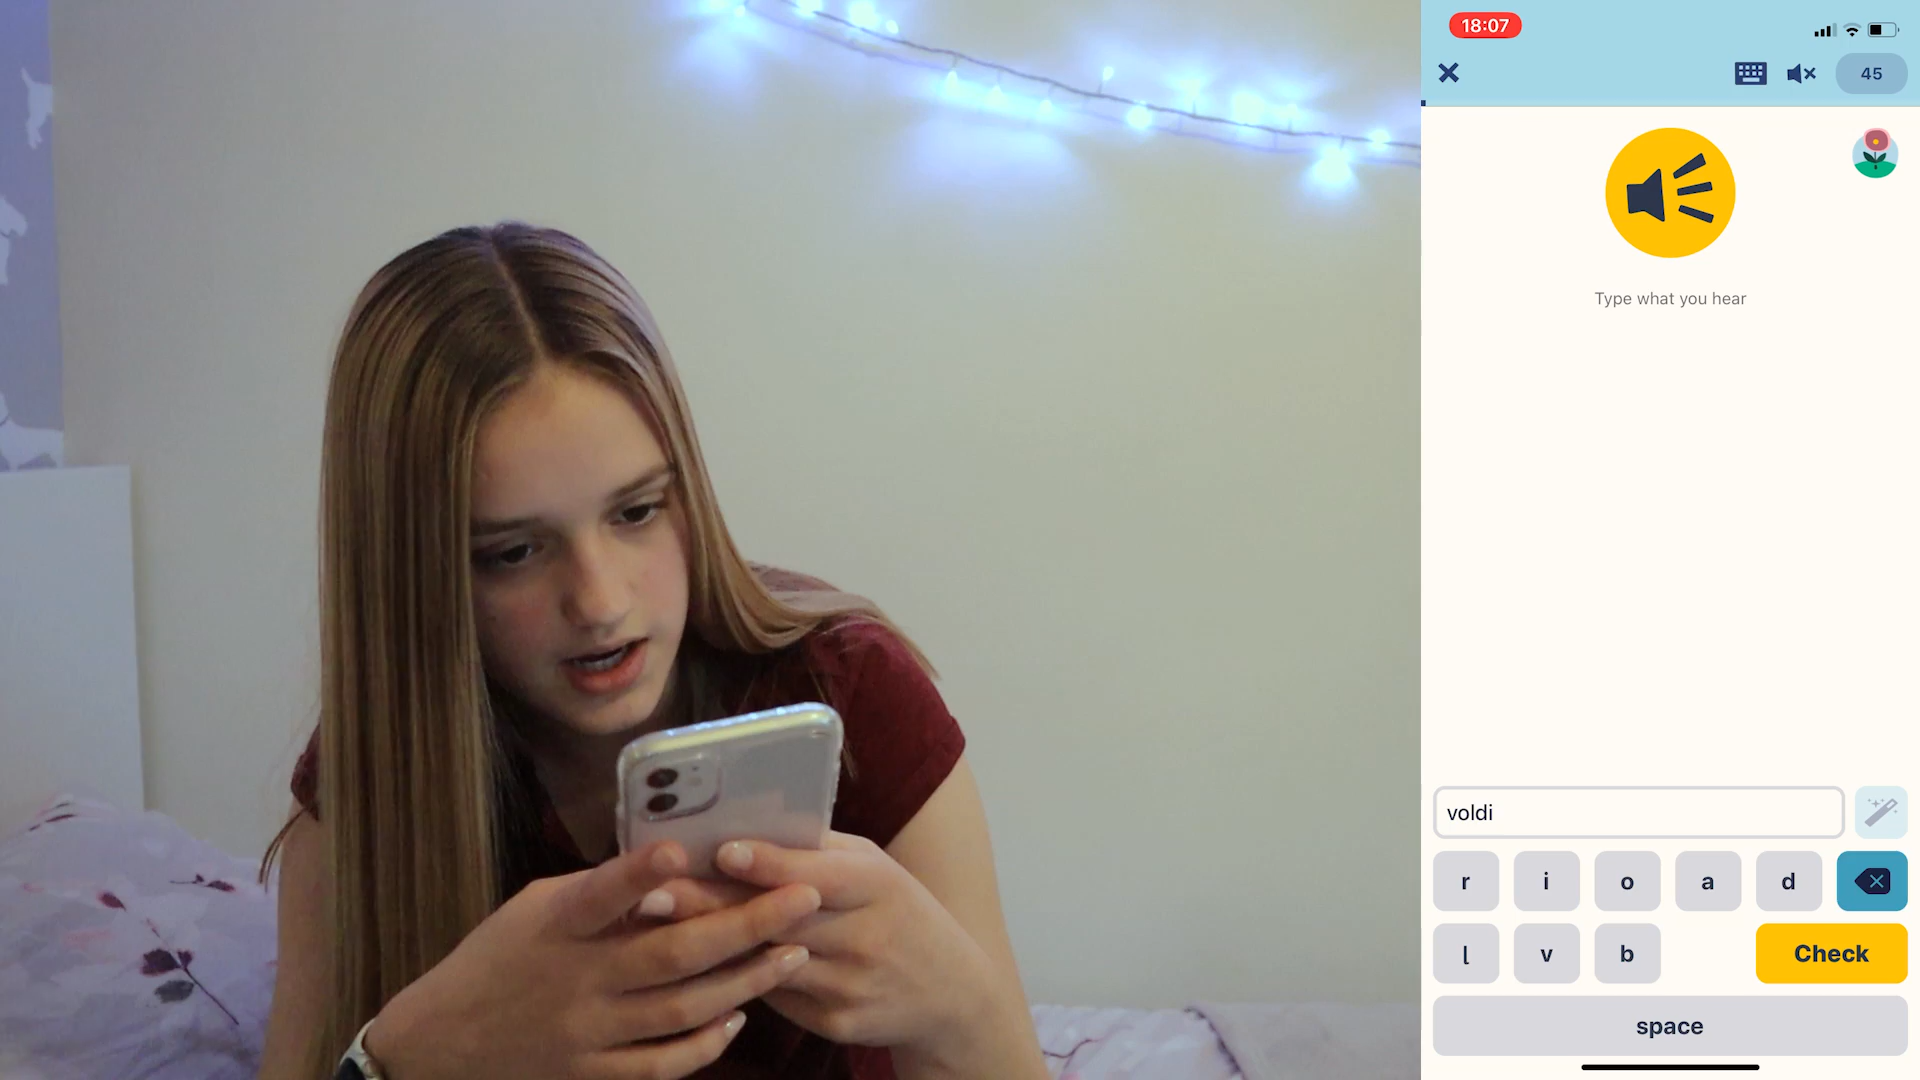 18:07
45
Type what you hear
voldi
r i o a d
l v b Check
space